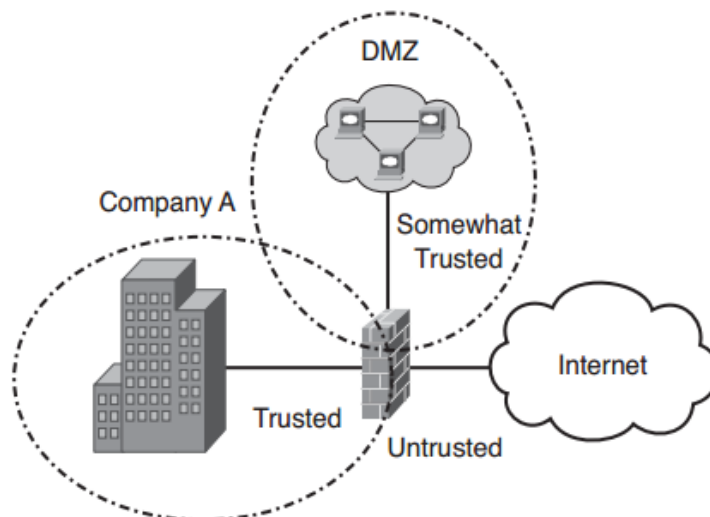 DMZ
Company A
Somewhat
Trusted
Internet
Trusted
Untrusted